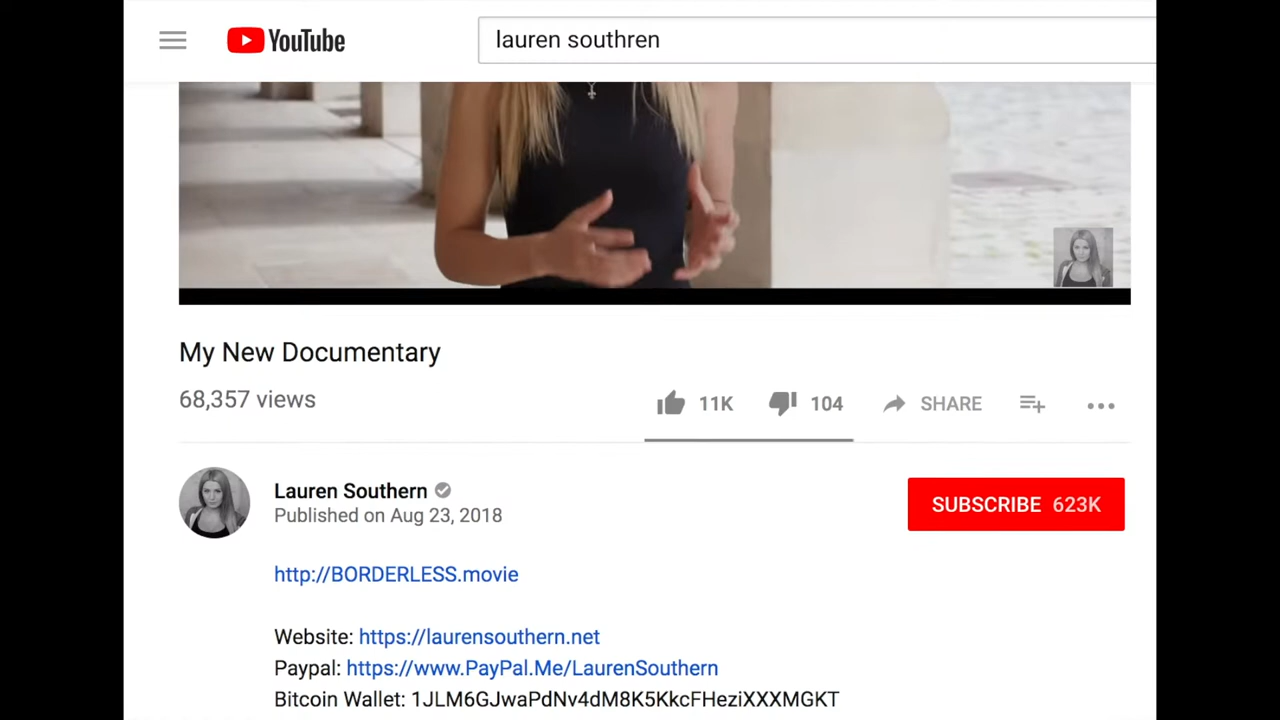 YouTube
lauren southren
My New Documentary
68,357 views
11K
104
SHARE
Lauren Southern
Published on Aug 23, 2018
SUBSCRIBE 623K
http://BORDERLESS.movie
Website: https://laurensouthern.net
Paypal: https://www.PayPal.Me/LaurenSouthern
Bitcoin Wallet: 1JLM6GJwaPdNv4dM8K5KkcFHeziXXXMGKT